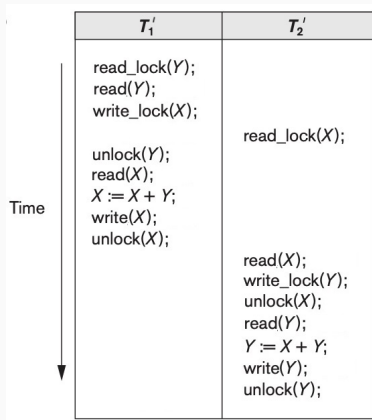 T₁′ T₂′
read_lock(Y);
read(Y);
write_lock(X);
read_lock(X);
unlock(Y);
read(X);
X := X + Y;
write(X);
unlock(X);
Time
read(X);
write_lock(Y);
unlock(X);
read(Y);
Y := X + Y;
write(Y);
unlock(Y);